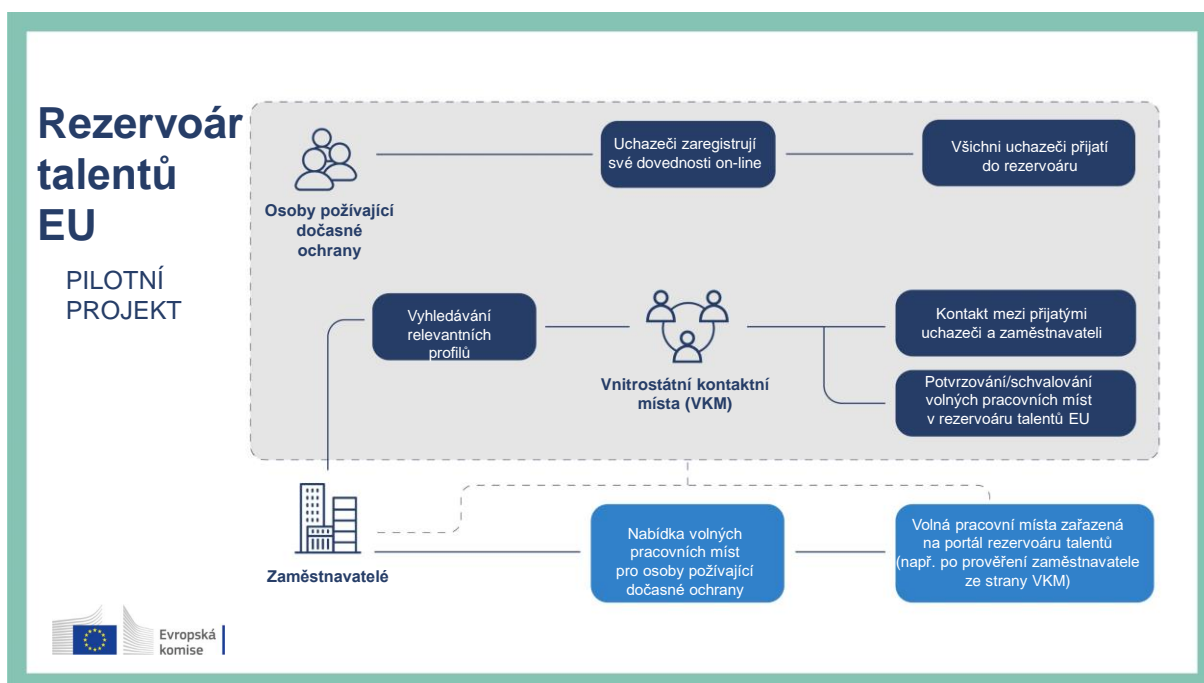 Rezervoár
talentů
EU
PILOTNÍ
PROJEKT
Osoby požívající
dočasné
ochrany
Uchazeči zaregistrují
své dovednosti on-line
Všichni uchazeči přijatí
do rezervoáru
Vyhledávání
relevantních
profilů
Vnitrostátní kontaktní
místa (VKM)
Kontakt mezi přijatými
uchazeči a zaměstnavateli
Potvrzování/schvalování
volných pracovních míst
v rezervoáru talentů EU
Zaměstnavatelé
Nabídka volných
pracovních míst
pro osoby požívající
dočasné ochrany
Volná pracovní místa zařazená
na portál rezervoáru talentů
(např. po prověření zaměstnavatele
ze strany VKM)
Evropská
komise